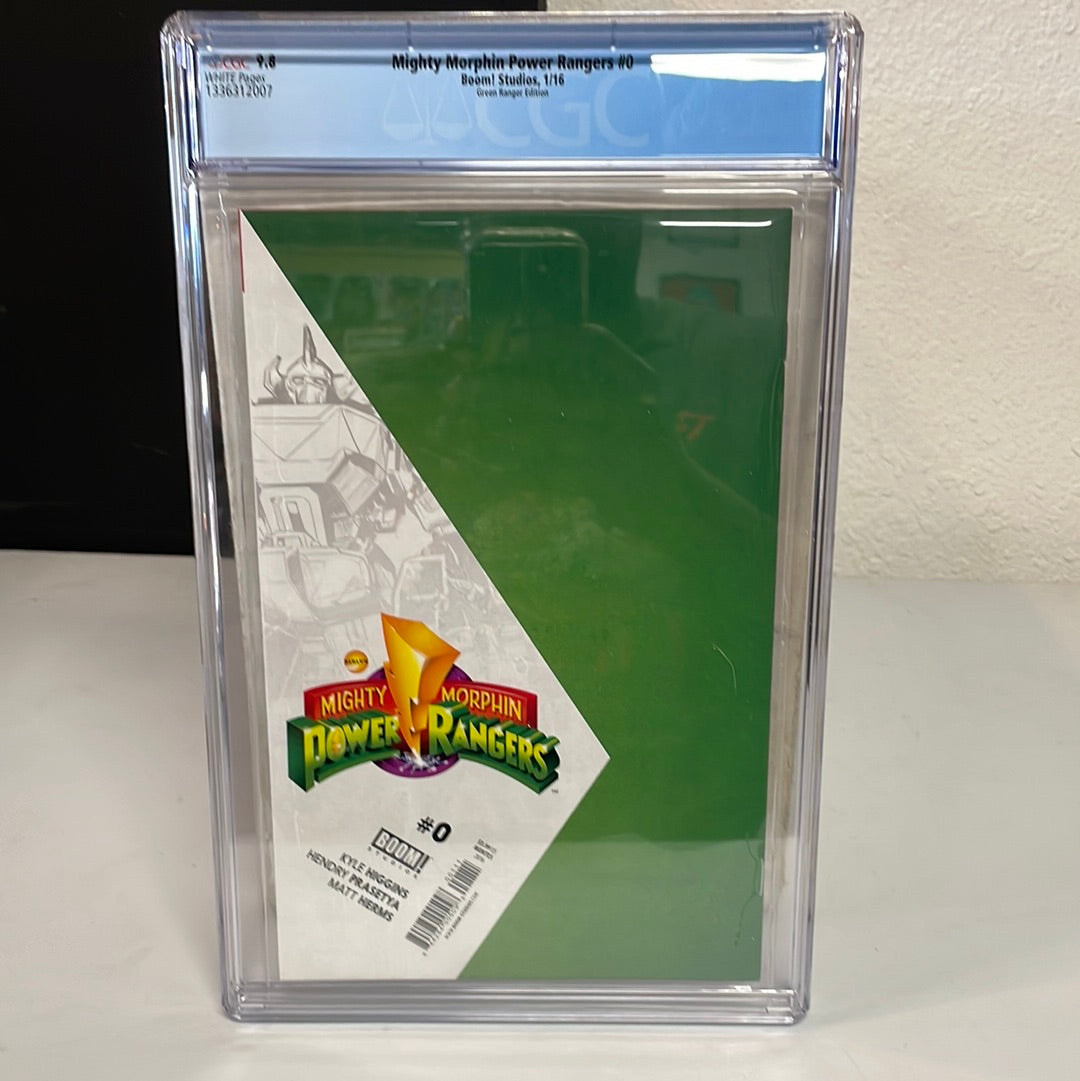 CGC 9.8
WHITE Pages
1336312007
Mighty Morphin Power Rangers #0
Boom! Studios, 1/16
Green Ranger Edition
CGC
MIGHTY MORPHIN
POWER RANGERS
#0
BOOM!
STUDIOS
KYLE HIGGINS
HENDRY PRASETYA
MATT HERMS